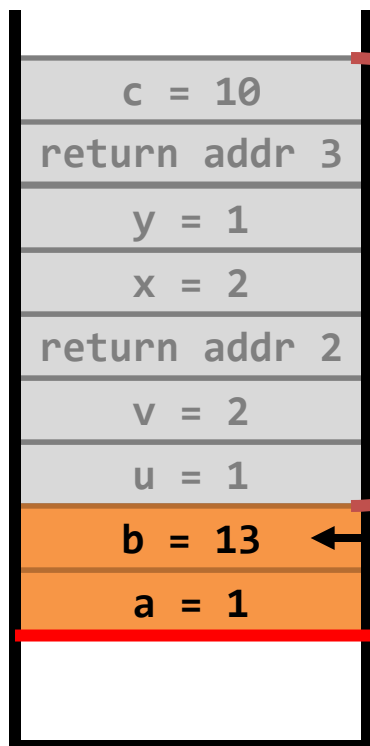 c = 10
return addr 3
y = 1
x = 2
return addr 2
v = 2
u = 1
b = 13
a = 1